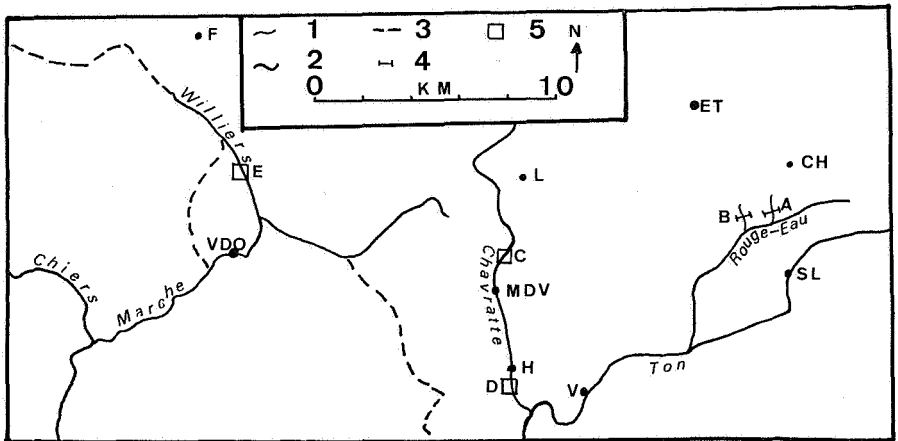 F
1 3 5 N
2 4
0 KM 10
ET
Williers
CH
E
L
B A
Rouge-Eau
VDO
C
SL
Chiers
Chavratte
MDV
Marche
H
Ton
D
V